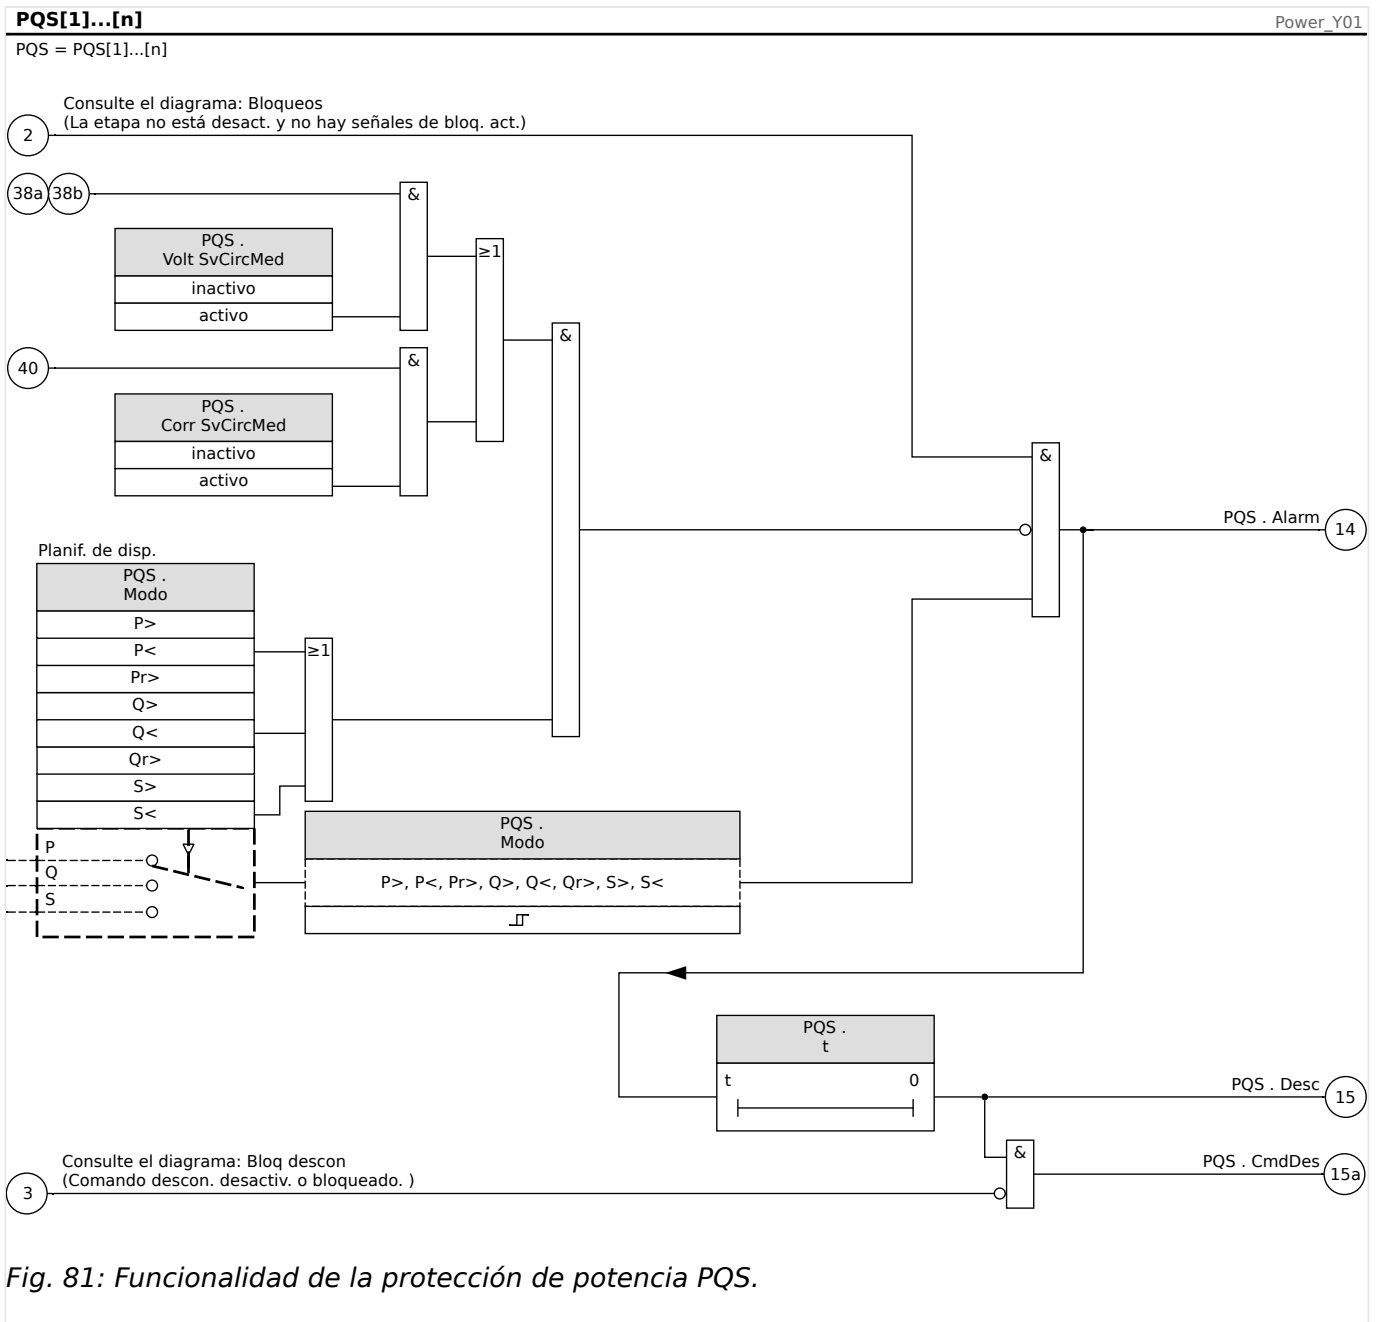 PQS[1]...[n]
Power_Y01
PQS = PQS[1]...[n]
Consulte el diagrama: Bloqueos
(La etapa no está desact. y no hay señales de bloq. act.)
2
38a
38b
&
PQS .
Volt SvCircMed
inactivo
activo
≥1
&
40
&
PQS .
Corr SvCircMed
inactivo
activo
&
PQS . Alarm
14
Planif. de disp.
PQS .
Modo
P>
P<
Pr>
Q>
Q<
Qr>
S>
S<
≥1
P
Q
S
PQS .
Modo
P>, P<, Pr>, Q>, Q<, Qr>, S>, S<
PQS .
t
t
0
PQS . Desc
15
&
PQS . CmdDes
15a
Consulte el diagrama: Bloq descon
(Comando descon. desactiv. o bloqueado. )
3
Fig. 81: Funcionalidad de la protección de potencia PQS.